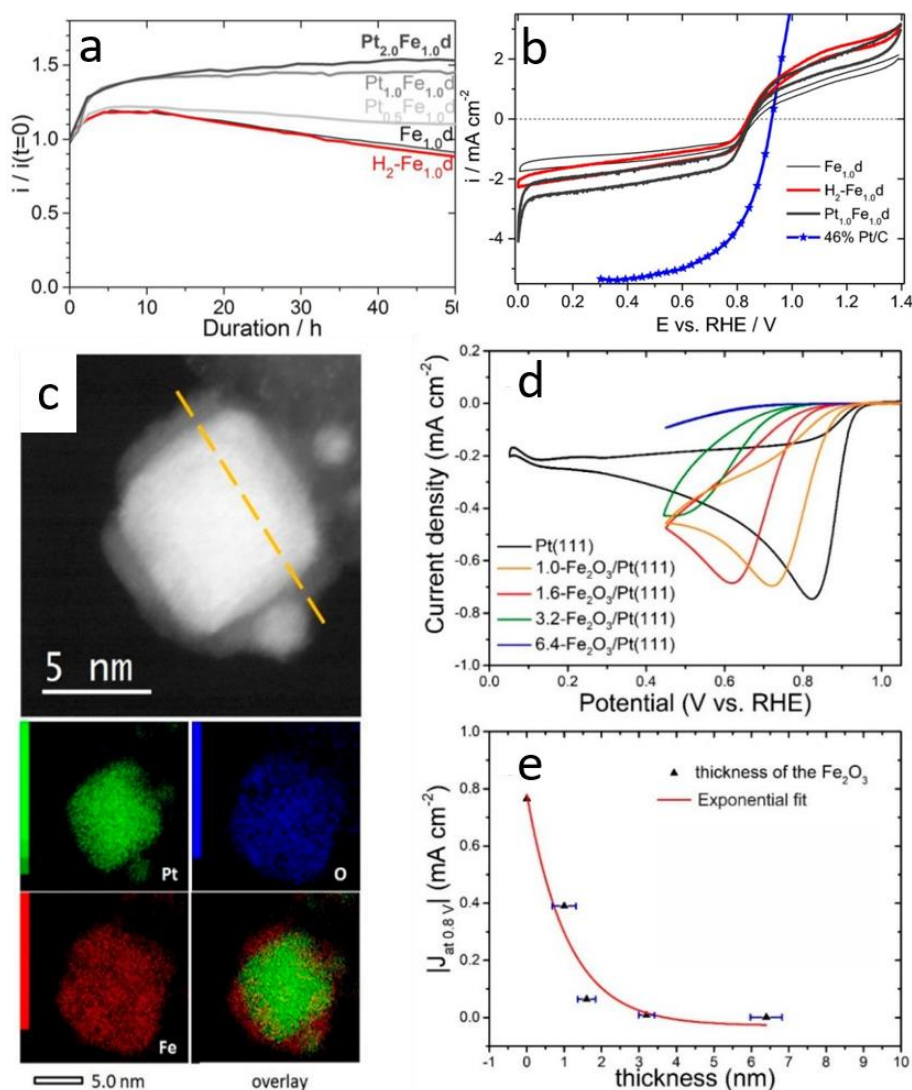 a
Pt2.0Fe1.0d
Pt1.0Fe1.0d
Pt0.5Fe1.0d
Fe1.0d
H2-Fe1.0d
1.5
1.0
0.5
0.0
0 10 20 30 40 50
i / i(t=0)
Duration / h
b
2
0
-2
-4
i / mA cm-2
Fe1.0d
H2-Fe1.0d
Pt1.0Fe1.0d
46% Pt/C
0.0 0.2 0.4 0.6 0.8 1.0 1.2 1.4
E vs. RHE / V
c
5 nm
Pt
O
Fe
5.0 nm
overlay
d
0.2
0.0
-0.2
-0.4
-0.6
-0.8
-1.0
Current density (mA cm-2)
Pt(111)
1.0-Fe2O3/Pt(111)
1.6-Fe2O3/Pt(111)
3.2-Fe2O3/Pt(111)
6.4-Fe2O3/Pt(111)
0.0 0.2 0.4 0.6 0.8 1.0
Potential (V vs. RHE)
e
1.0
0.8
0.6
0.4
0.2
0.0
|J at 0.8 V| (mA cm-2)
thickness of the Fe2O3
Exponential fit
-1 0 1 2 3 4 5 6 7 8 9 10
thickness (nm)